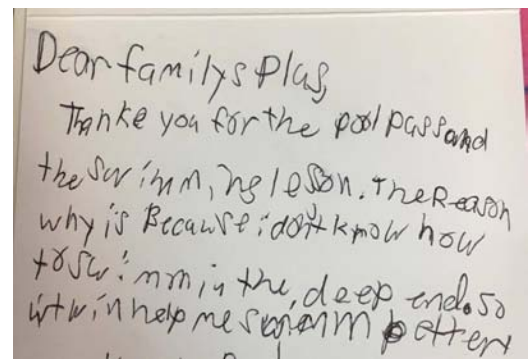 Dear familys Plus,
Thanke you for the pool pass and
the swimming lesson. The Reason
why is Because i don't know how
to swimm in the deep end. so
it win help me swimm better